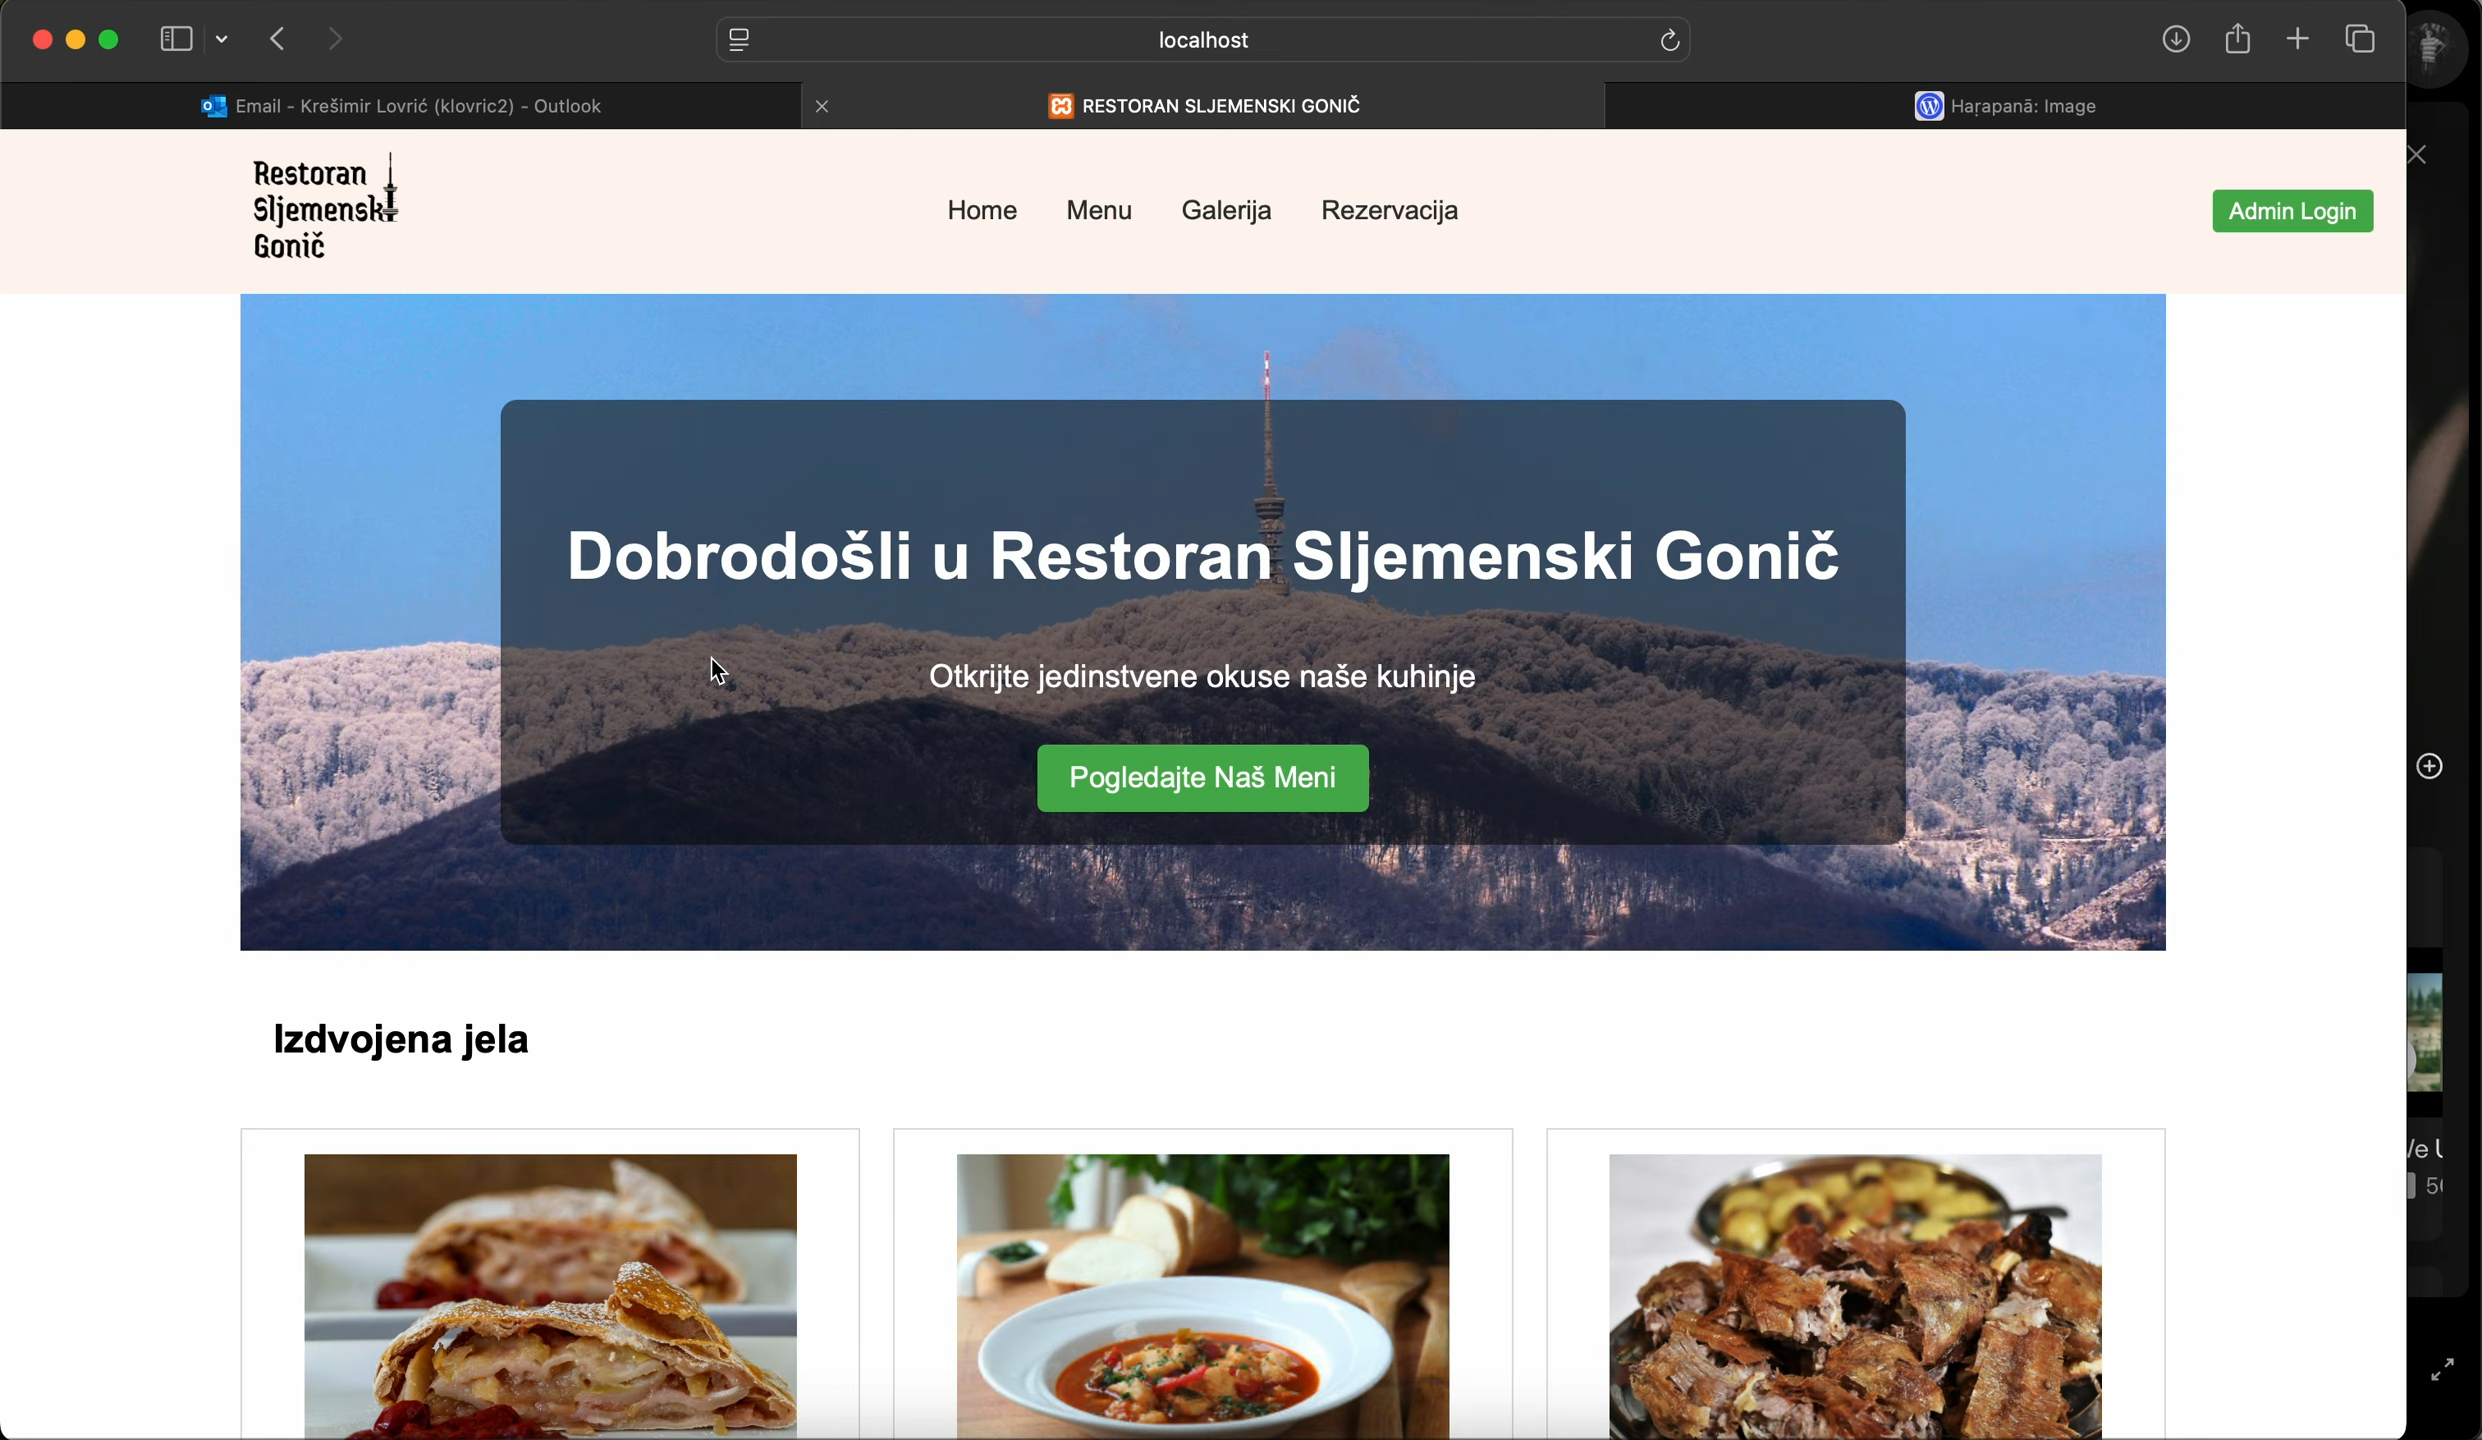 localhost
Email - Krešimir Lovrić (klovric2) - Outlook
RESTORAN SLJEMENSKI GONIČ
Haṛapanā: Image
Restoran
Sljemenski
Gonič
Home Menu Galerija Rezervacija
Admin Login
Dobrodošli u Restoran Sljemenski Gonič
Otkrijte jedinstvene okuse naše kuhinje
Pogledajte Naš Meni
Izdvojena jela